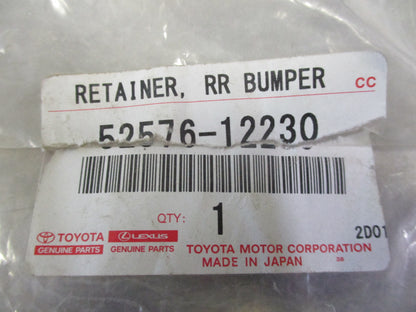 RETAINER, RR BUMPER CC
52576-12230
QTY: 1 2D01
TOYOTA LEXUS TOYOTA MOTOR CORPORATION
GENUINE PARTS GENUINE PARTS MADE IN JAPAN 38